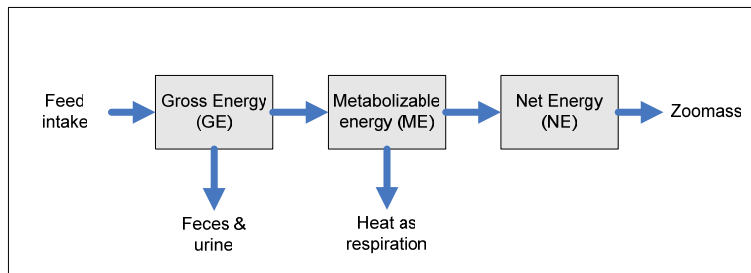 Feed
intake
Gross Energy
(GE)
Metabolizable
energy (ME)
Net Energy
(NE)
Zoomass
Feces &
urine
Heat as
respiration